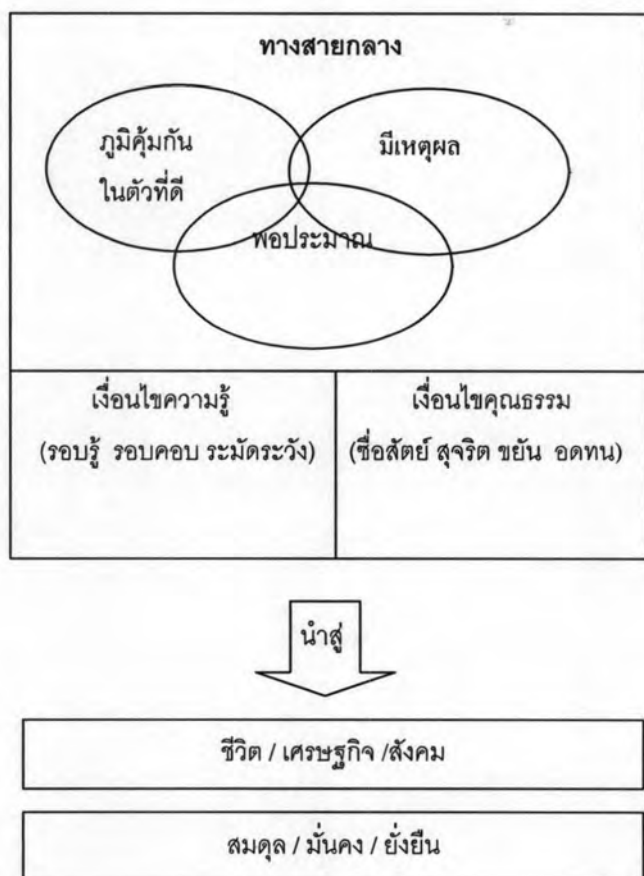 ทางสายกลาง
ภูมิคุ้มกัน
ในตัวที่ดี
มีเหตุผล
พอประมาณ
เงื่อนไขความรู้
(รอบรู้ รอบคอบ ระมัดระวัง)
เงื่อนไขคุณธรรม
(ซื่อสัตย์ สุจริต ขยัน อดทน)
นำสู่
ชีวิต / เศรษฐกิจ /สังคม
สมดุล / มั่นคง / ยั่งยืน